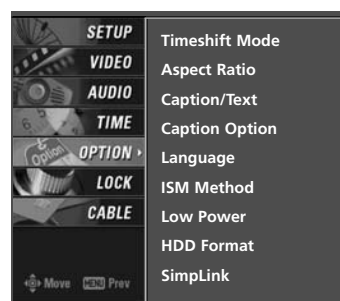 SETUP
VIDEO
AUDIO
TIME
OPTION
LOCK
CABLE
Move MENU Prev
Timeshift Mode
Aspect Ratio
Caption/Text
Caption Option
Language
ISM Method
Low Power
HDD Format
SimpLink